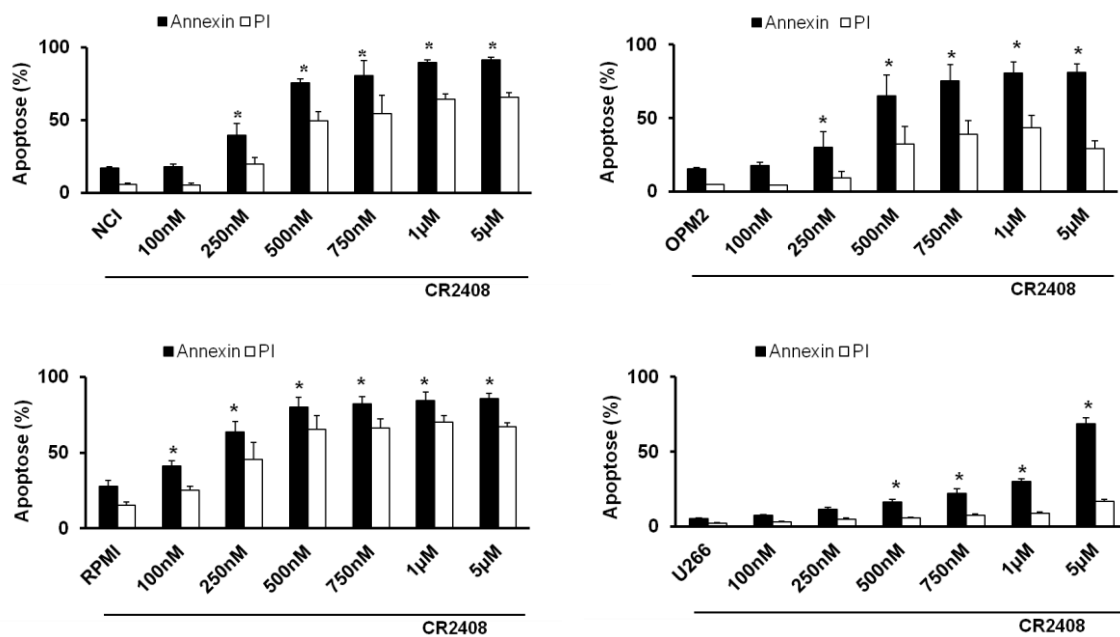 Annexin PI
Apoptose (%)
100
50
0
* * * * *
NCI 100nM 250nM 500nM 750nM 1µM 5µM
CR2408
Annexin PI
Apoptose (%)
100
50
0
* * * * *
OPM2 100nM 250nM 500nM 750nM 1µM 5µM
CR2408
Annexin PI
Apoptose (%)
100
50
0
* * * * * *
RPMI 100nM 250nM 500nM 750nM 1µM 5µM
CR2408
Annexin PI
Apoptose (%)
100
50
0
* * * *
U266 100nM 250nM 500nM 750nM 1µM 5µM
CR2408